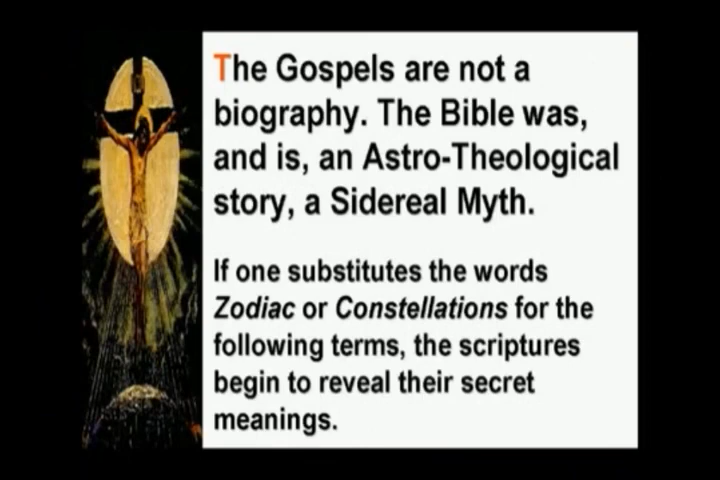 The Gospels are not a
biography. The Bible was,
and is, an Astro-Theological
story, a Sidereal Myth.
If one substitutes the words
Zodiac or Constellations for the
following terms, the scriptures
begin to reveal their secret
meanings.